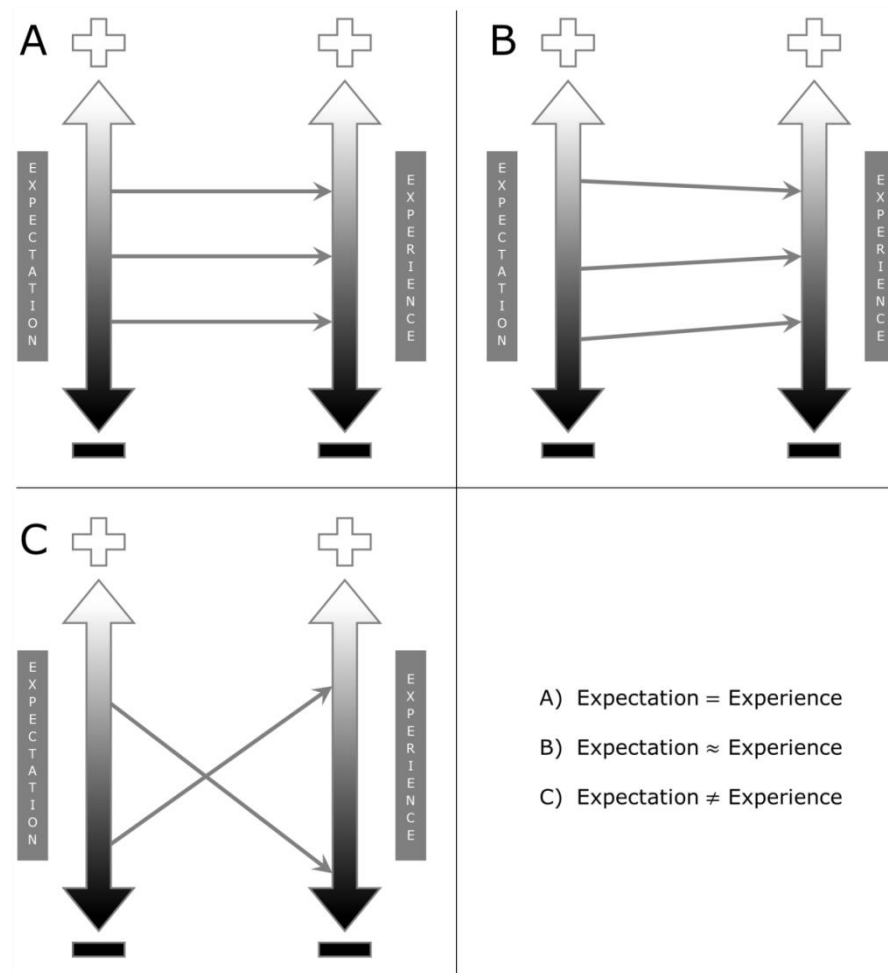 A
B
EXPECTATION
EXPERIENCE
EXPECTATION
EXPERIENCE
C
EXPECTATION
EXPERIENCE
A) Expectation = Experience
B) Expectation ≈ Experience
C) Expectation ≠ Experience